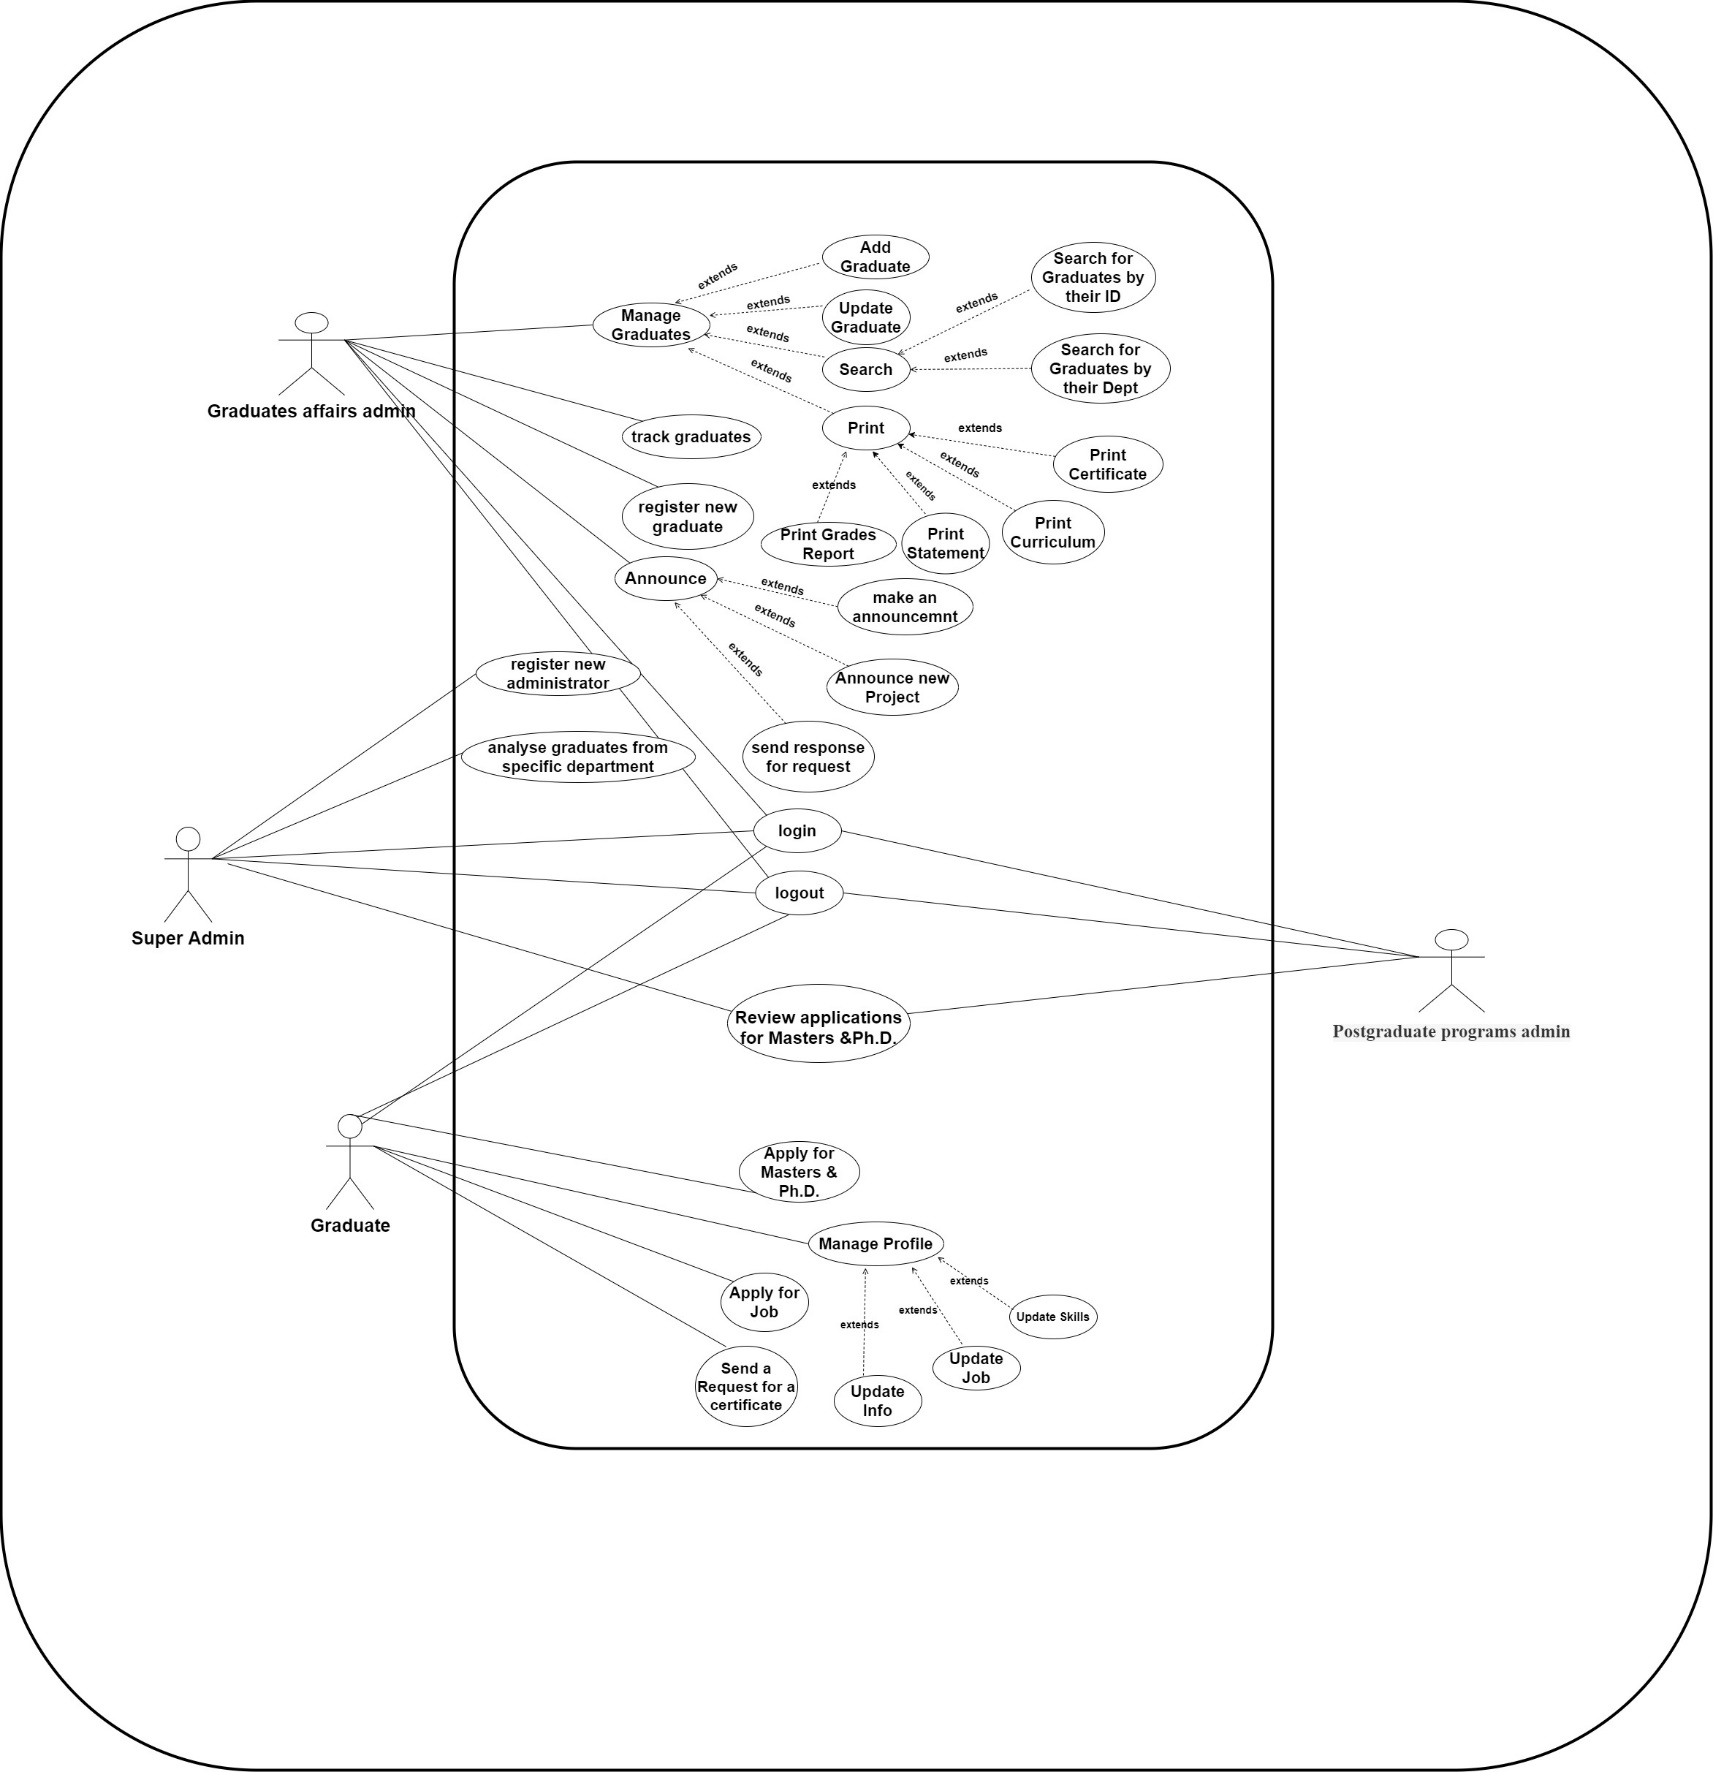 Add
Graduate
extends
Search for
Graduates by
their ID
extends
Update
Graduate
extends
Manage
Graduates
extends
Search
extends
Search for
Graduates by
their Dept
extends
Graduates affairs admin
track graduates
Print
extends
Print
Certificate
extends
extends
extends
register new
graduate
Print Grades
Report
Print
Statement
Print
Curriculum
Announce
extends
make an
announcemnt
extends
extends
register new
administrator
Announce new
Project
analyse graduates from
specific department
send response
for request
login
logout
Super Admin
Review applications
for Masters &Ph.D.
Postgraduate programs admin
Graduate
Apply for
Masters &
Ph.D.
Manage Profile
extends
Apply for
Job
extends
Update Skills
extends
Update
Job
Send a
Request for a
certificate
Update
Info